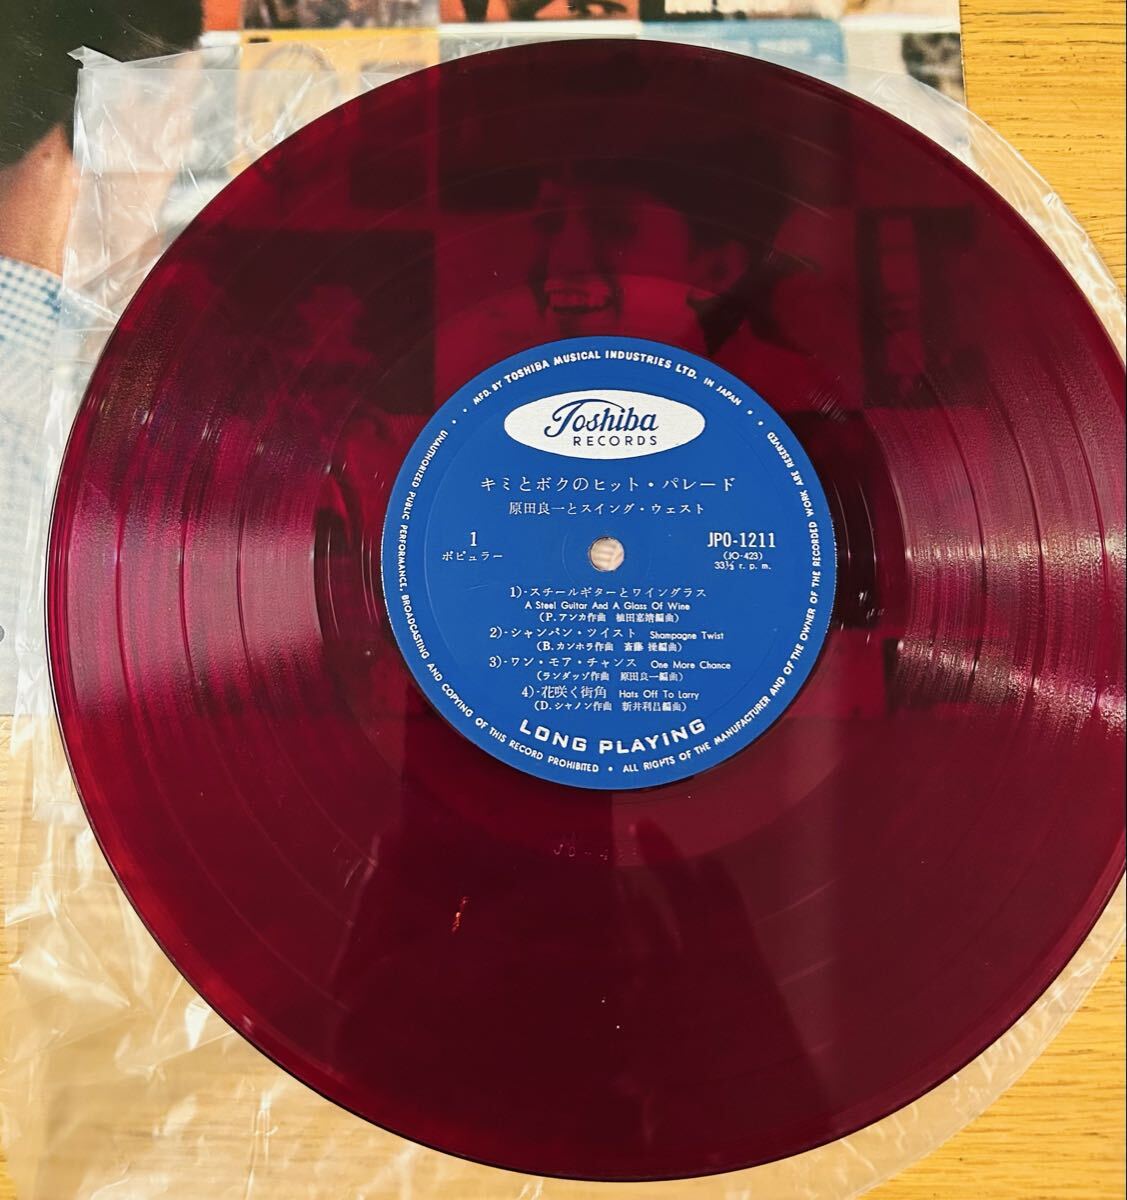 MFD. BY TOSHIBA MUSICAL INDUSTRIES LTD. IN JAPAN
Toshiba
RECORDS
キミとボクのヒット・パレード
原田良一とスイング・ウェスト
1
ポピュラー
JPO-1211
(JO-423)
33⅓ r. p. m.
1)・スチールギターとワイングラス
A Steel Guitar And A Glass Of Wine
(P. アンカ作曲 植田嘉靖編曲)
2)・シャンパン・ツイスト Shampagne Twist
(B. カンホラ作曲 斎藤 操編曲)
3)・ワン・モア・チャンス One More Chance
(ランダッゾ作曲 原田良一編曲)
4)・花咲く街角 Hats Off To Larry
(D. シャノン作曲 新井利昌編曲)
LONG PLAYING
UNAUTHORIZED PUBLIC PERFORMANCE, BROADCASTING AND COPYING OF THIS RECORD PROHIBITED • ALL RIGHTS OF THE MANUFACTURER AND OF THE OWNER OF THE RECORDED WORK ARE RESERVED